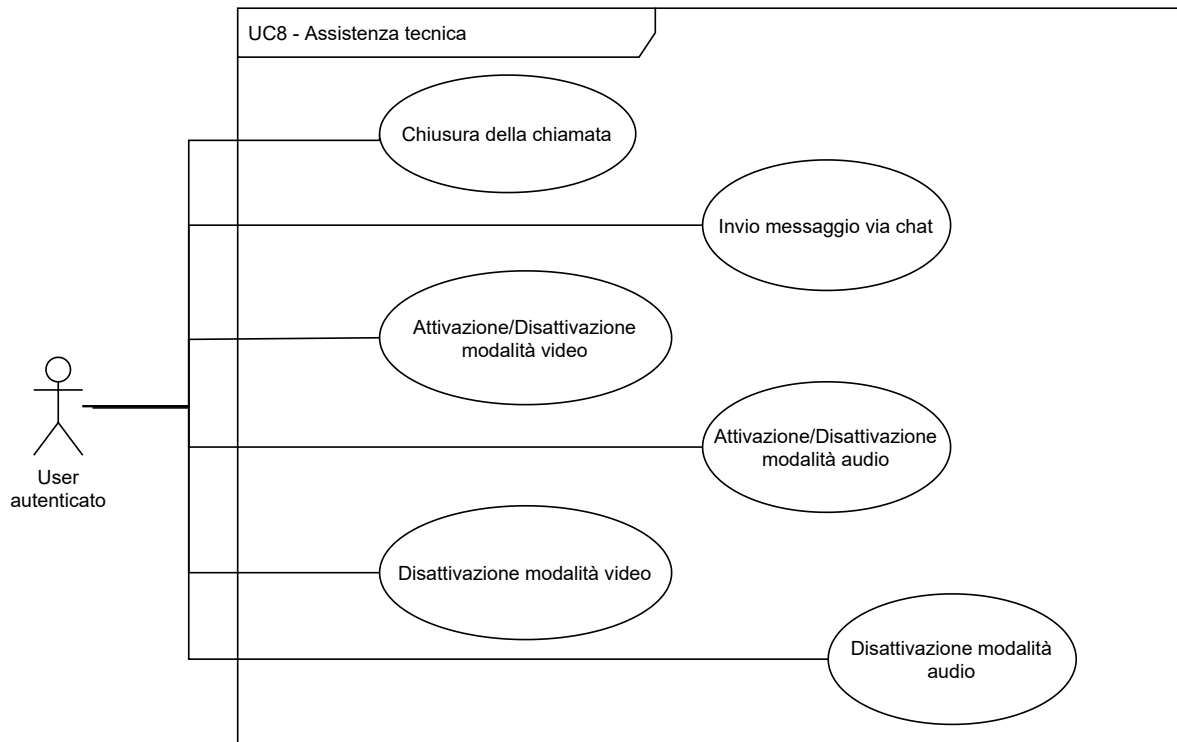 UC8 - Assistenza tecnica
Chiusura della chiamata
Invio messaggio via chat
Attivazione/Disattivazione
modalità video
Attivazione/Disattivazione
modalità audio
User
autenticato
Disattivazione modalità video
Disattivazione modalità
audio